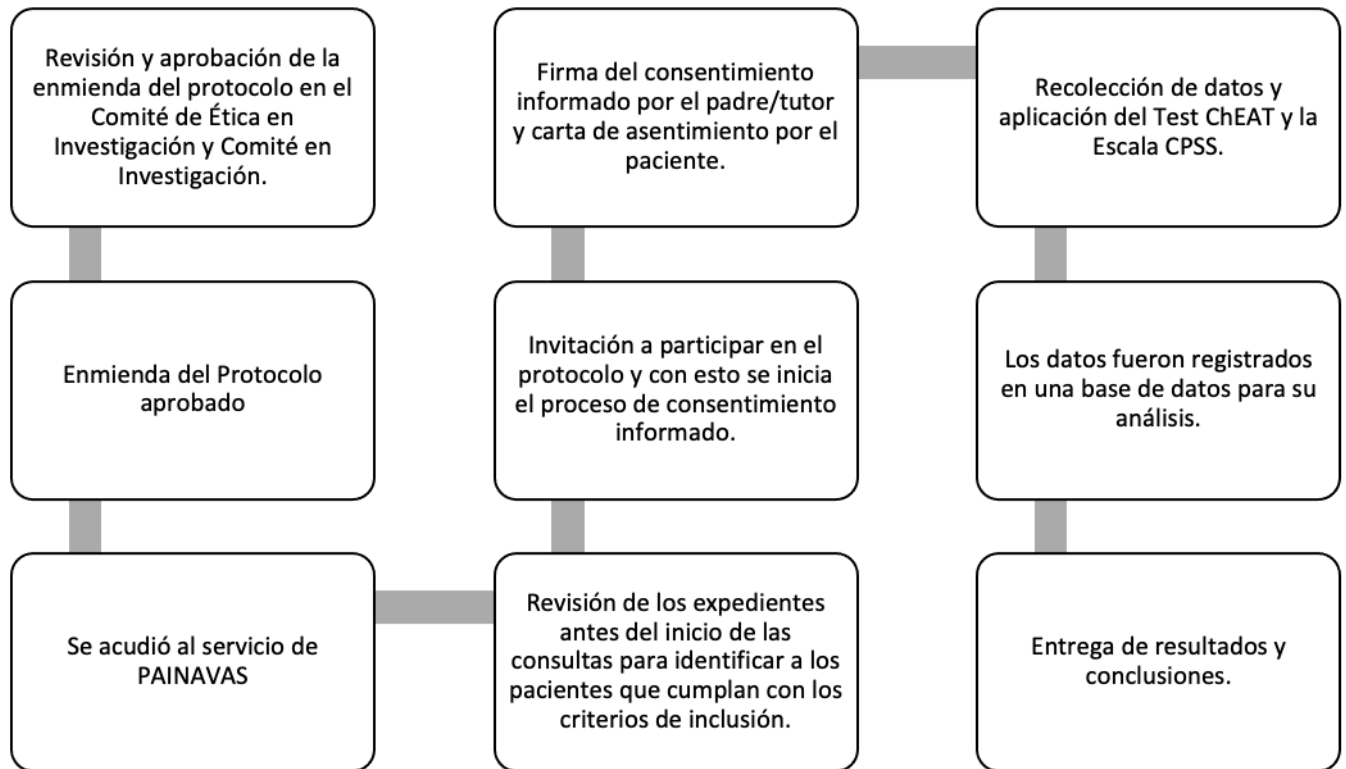 Revisión y aprobación de la
enmienda del protocolo en el
Comité de Ética en
Investigación y Comité en
Investigación.
Enmienda del Protocolo
aprobado
Se acudió al servicio de
PAINAVAS
Revisión de los expedientes
antes del inicio de las
consultas para identificar a los
pacientes que cumplan con los
criterios de inclusión.
Invitación a participar en el
protocolo y con esto se inicia
el proceso de consentimiento
informado.
Firma del consentimiento
informado por el padre/tutor
y carta de asentimiento por el
paciente.
Recolección de datos y
aplicación del Test ChEAT y la
Escala CPSS.
Los datos fueron registrados
en una base de datos para su
análisis.
Entrega de resultados y
conclusiones.